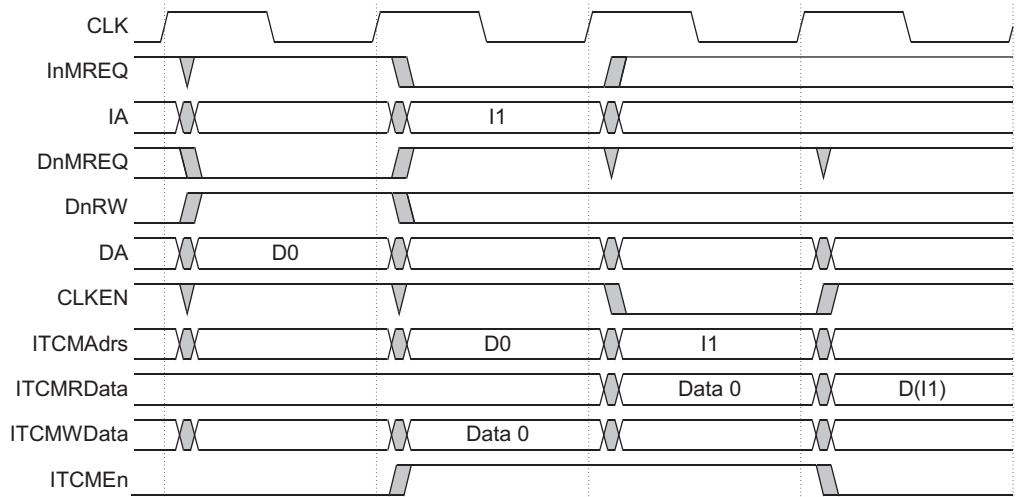 CLK
InMREQ
IA I1
DnMREQ
DnRW
DA D0
CLKEN
ITCMAdrs D0 I1
ITCMRData Data 0 D(I1)
ITCMWData Data 0
ITCMEn